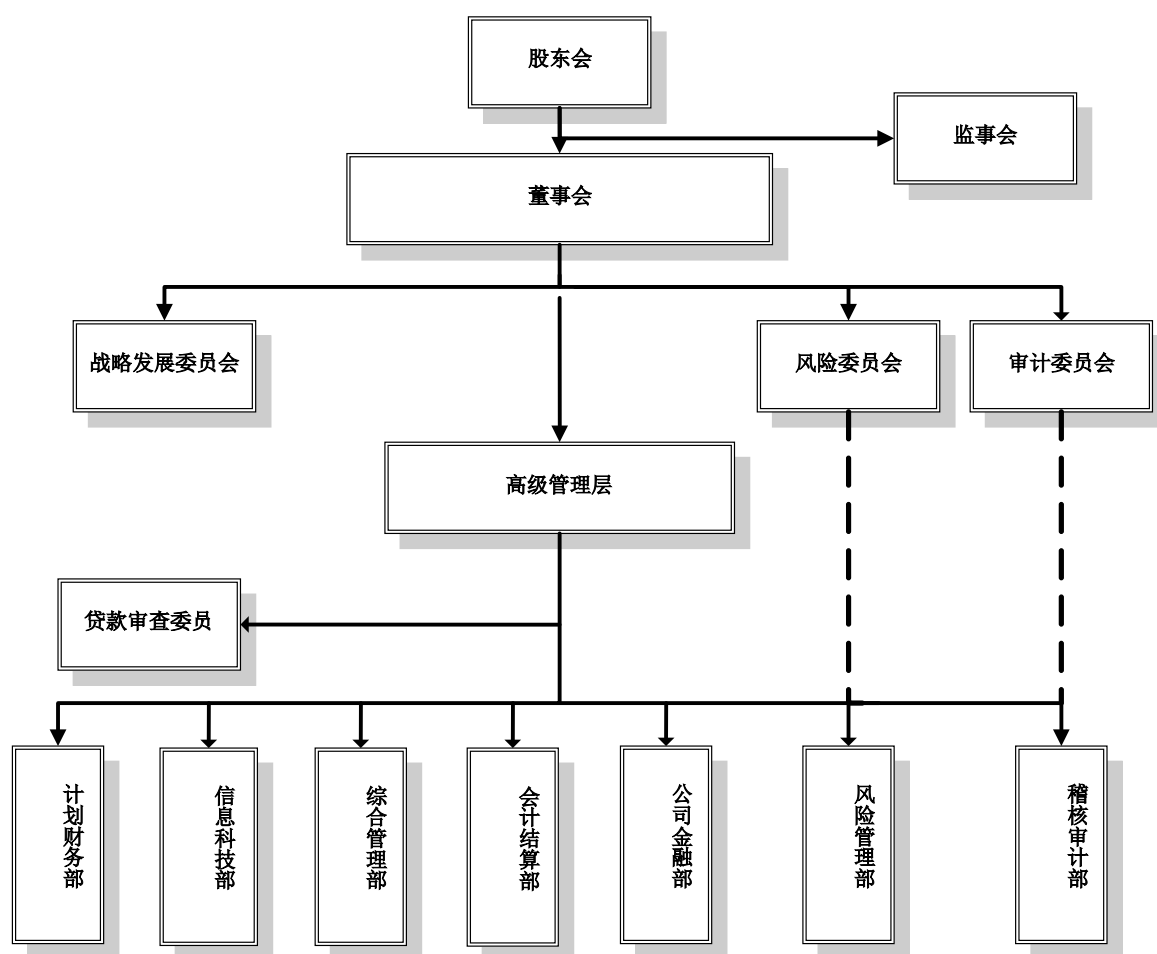 股东会
监事会
董事会
战略发展委员会
风险委员会
审计委员会
高级管理层
贷款审查委员
计划财务部
信息科技部
综合管理部
会计结算部
公司金融部
风险管理部
稽核审计部